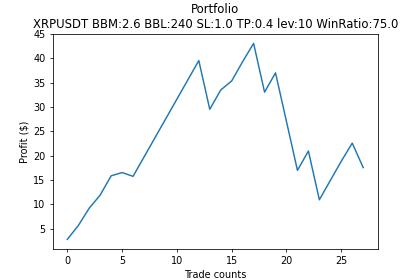 Portfolio
XRPUSDT BBM:2.6 BBL:240 SL:1.0 TP:0.4 lev:10 WinRatio:75.0
45
40
35
30
25
20
15
10
5
Profit ($)
0 5 10 15 20 25
Trade counts